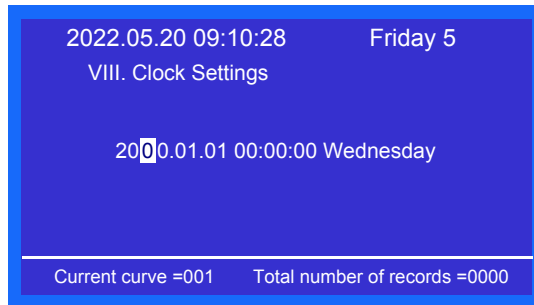 2022.05.20 09:10:28 Friday 5
VIII. Clock Settings
2000.01.01 00:00:00 Wednesday
Current curve =001 Total number of records =0000